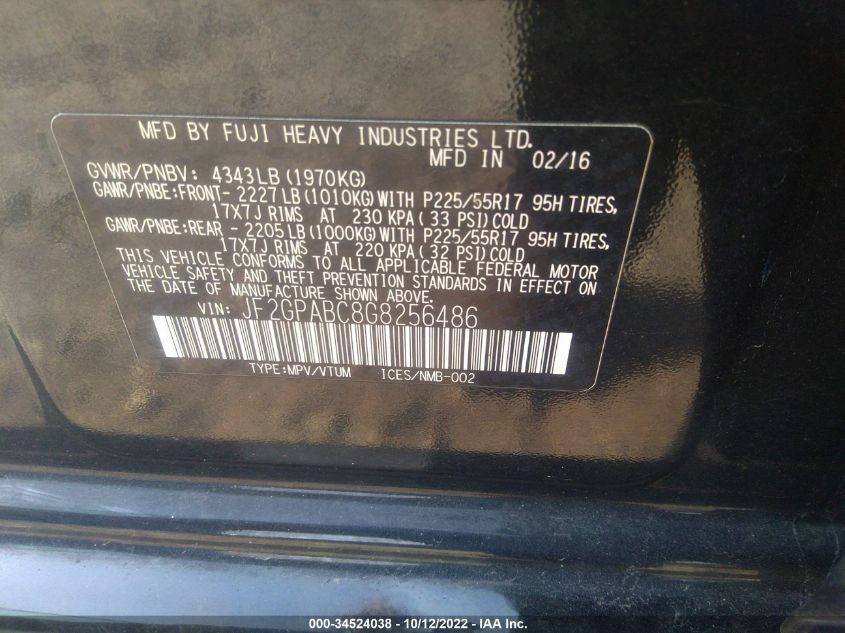 MFD BY FUJI HEAVY INDUSTRIES LTD.
MFD IN 02/16
GVWR/PNBV: 4343LB (1970KG)
GAWR/PNBE:FRONT- 2227LB(1010KG)WITH P225/55R17 95H TIRES,
17X7J RIMS AT 230 KPA(33 PSI)COLD
GAWR/PNBE:REAR - 2205LB(1000KG)WITH P225/55R17 95H TIRES,
17X7J RIMS AT 220 KPA(32 PSI)COLD
THIS VEHICLE CONFORMS TO ALL APPLICABLE FEDERAL MOTOR
VEHICLE SAFETY AND THEFT PREVENTION STANDARDS IN EFFECT ON
THE DATE OF MANUFACTURE SHOWN ABOVE.
VIN: JF2GPABC8G8256486
TYPE:MPV/VTUM ICES/NMB-002
000-34524038 - 10/12/2022 - IAA Inc.